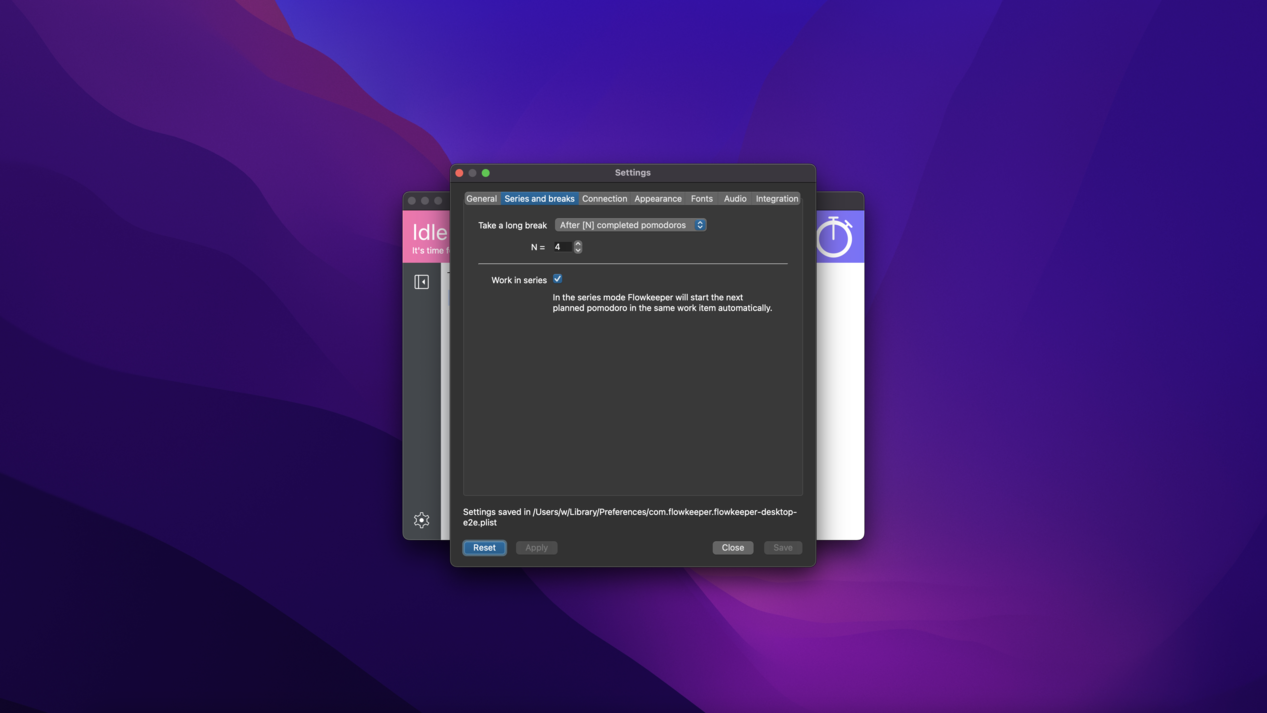 Settings
General Series and breaks Connection Appearance Fonts Audio Integration
Idle
It's time
Take a long break After [N] completed pomodoros
N = 4
Work in series
In the series mode Flowkeeper will start the next
planned pomodoro in the same work item automatically.
Settings saved in /Users/w/Library/Preferences/com.flowkeeper.flowkeeper-desktop-
e2e.plist
Reset Apply Close Save